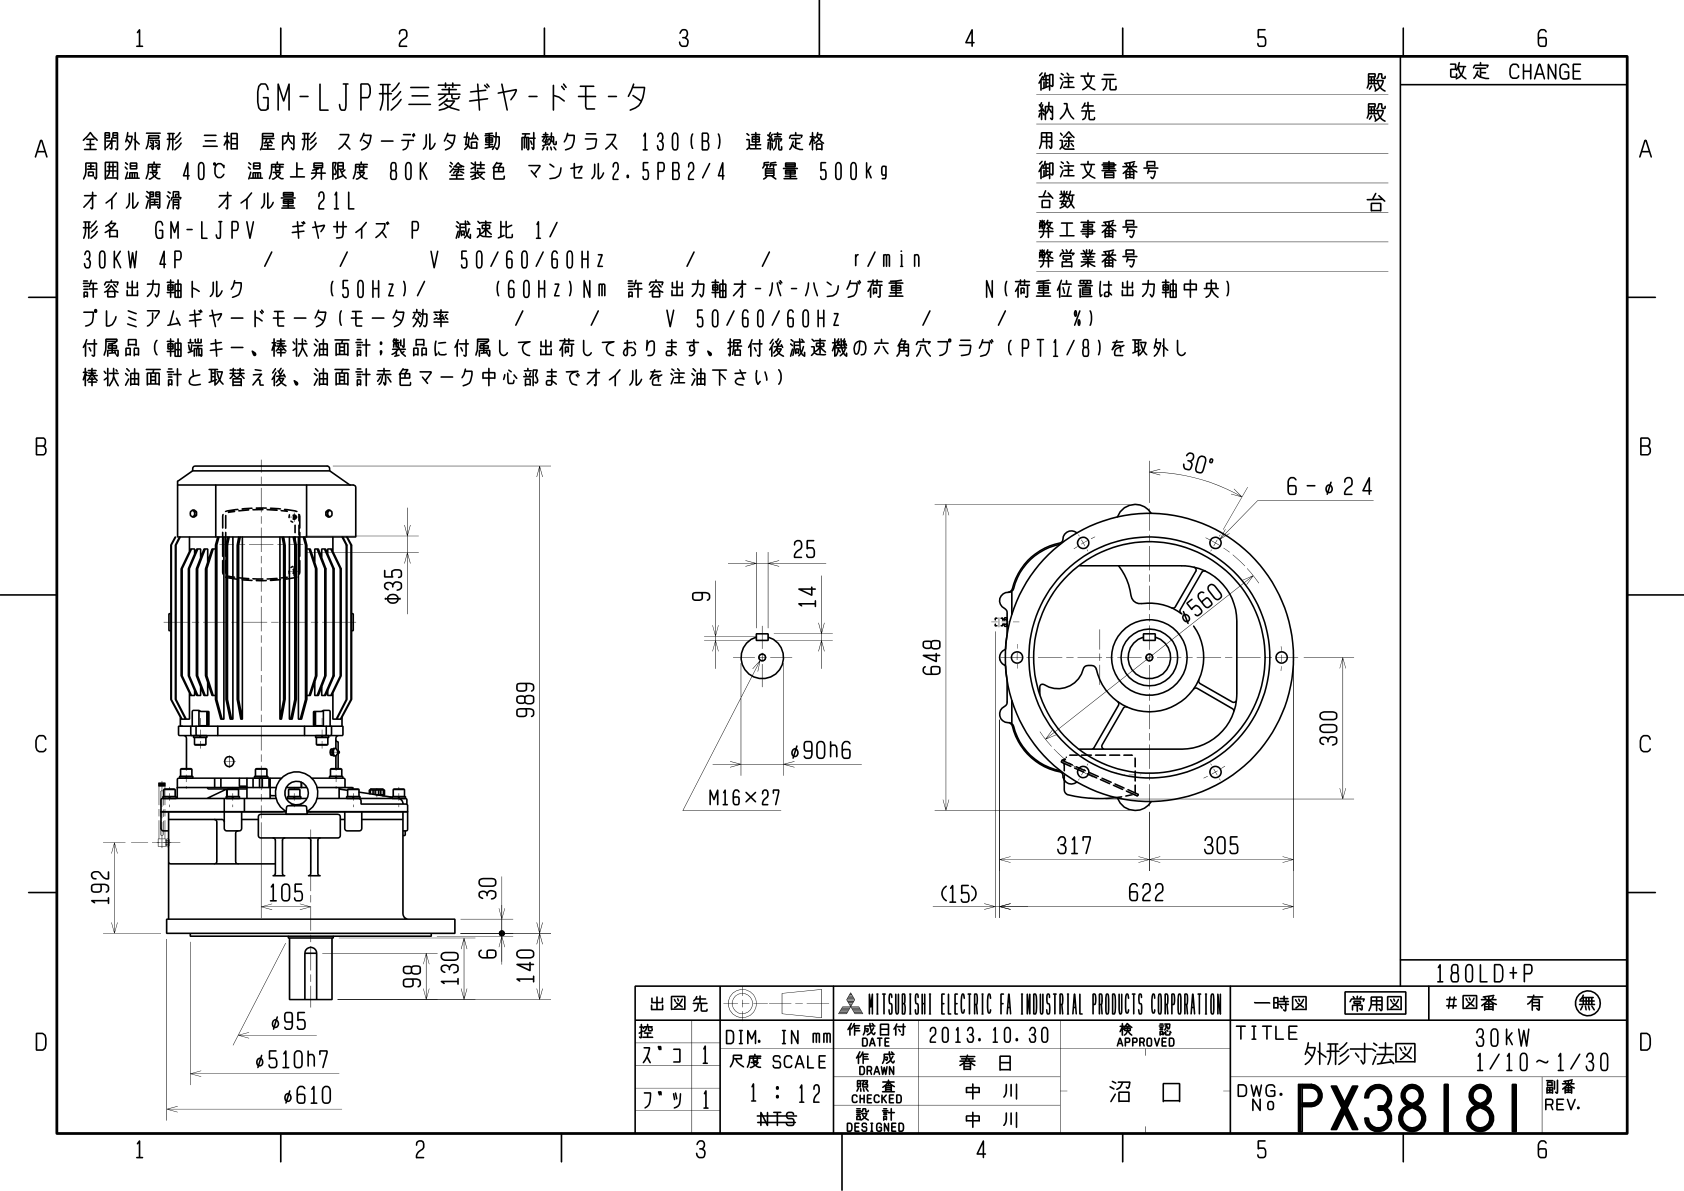 1 2 3 4 5 6
改定 CHANGE
GM-LJP形三菱ギヤードモータ
全閉外扇形 三相 屋内形 スターデルタ始動 耐熱クラス 130(B) 連続定格
周囲温度 40℃ 温度上昇限度 80K 塗装色 マンセル2.5PB2/4 質量 500kg
オイル潤滑 オイル量 21L
形名 GM-LJPV ギヤサイズ P 減速比 1/
30KW 4P / / V 50/60/60Hz / / r/min
許容出力軸トルク (50Hz)/ (60Hz)Nm 許容出力軸オーバーハング荷重 N(荷重位置は出力軸中央)
プレミアムギヤードモータ(モータ効率 / / V 50/60/60Hz / / %)
付属品(軸端キー、棒状油面計;製品に付属して出荷しております、据付後減速機の六角穴プラグ(PT1/8)を取外し
棒状油面計と取替え後、油面計赤色マーク中心部までオイルを注油下さい)
御注文元 殿
納入先 殿
用途
御注文書番号
台数 台
弊工事番号
弊営業番号
A A
B B
C C
D D
Φ35
989
192
105
30
6
98
130
140
φ95
φ510h7
φ610
25
9
14
φ90h6
M16×27
30°
6-φ24
φ560
648
300
317
305
(15)
622
180LD+P
出図先
控
ズコ 1
ブツ 1
DIM. IN mm
尺度 SCALE
1 : 12
NTS
MITSUBISHI ELECTRIC FA INDUSTRIAL PRODUCTS CORPORATION
作成日付 DATE 2013.10.30
作成 DRAWN 春日
照査 CHECKED 中川
設計 DESIGNED 中川
検認 APPROVED
沼口
一時図 常用図 #図番 有 無
TITLE
外形寸法図
30kW
1/10~1/30
DWG. No PX38181
副番 REV.
1 2 3 4 5 6